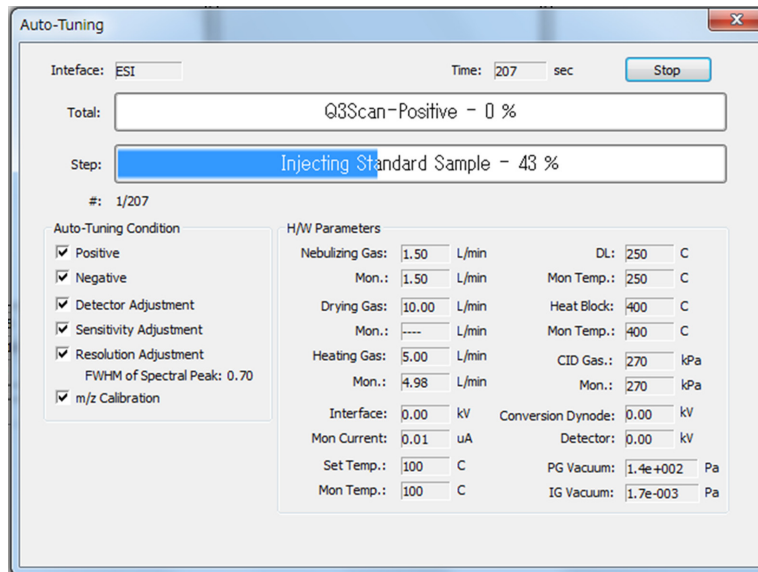 Auto-Tuning
Inteface: ESI Time: 207 sec Stop
Total: Q3Scan-Positive - 0 %
Step: Injecting Standard Sample - 43 %
#: 1/207
Auto-Tuning Condition
Positive
Negative
Detector Adjustment
Sensitivity Adjustment
Resolution Adjustment
FWHM of Spectral Peak: 0.70
m/z Calibration
H/W Parameters
Nebulizing Gas: 1.50 L/min DL: 250 C
Mon.: 1.50 L/min Mon Temp.: 250 C
Drying Gas: 10.00 L/min Heat Block: 400 C
Mon.: ---- L/min Mon Temp.: 400 C
Heating Gas: 5.00 L/min CID Gas.: 270 kPa
Mon.: 4.98 L/min Mon.: 270 kPa
Interface: 0.00 kV Conversion Dynode: 0.00 kV
Mon Current: 0.01 uA Detector: 0.00 kV
Set Temp.: 100 C PG Vacuum: 1.4e+002 Pa
Mon Temp.: 100 C IG Vacuum: 1.7e-003 Pa